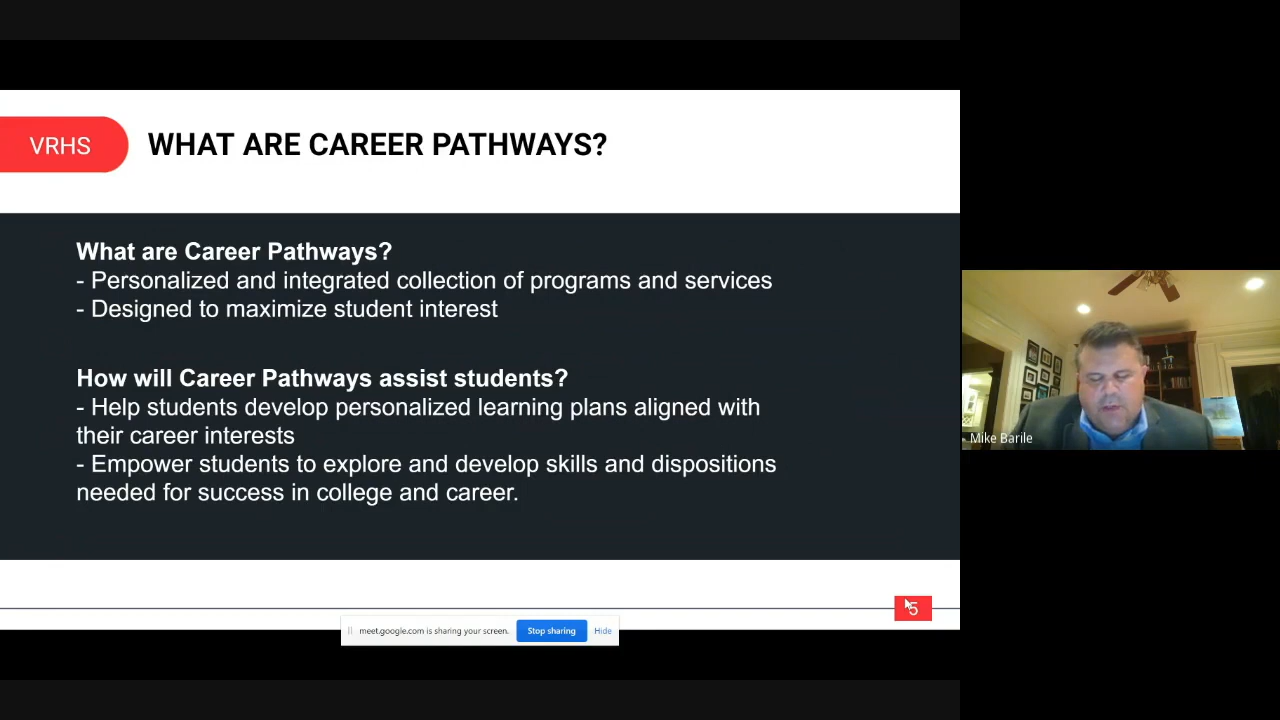 VRHS
WHAT ARE CAREER PATHWAYS?
What are Career Pathways?
- Personalized and integrated collection of programs and services
- Designed to maximize student interest
How will Career Pathways assist students?
- Help students develop personalized learning plans aligned with
their career interests
- Empower students to explore and develop skills and dispositions
needed for success in college and career.
Mike Barile
5
meet.google.com is sharing your screen.
Stop sharing
Hide